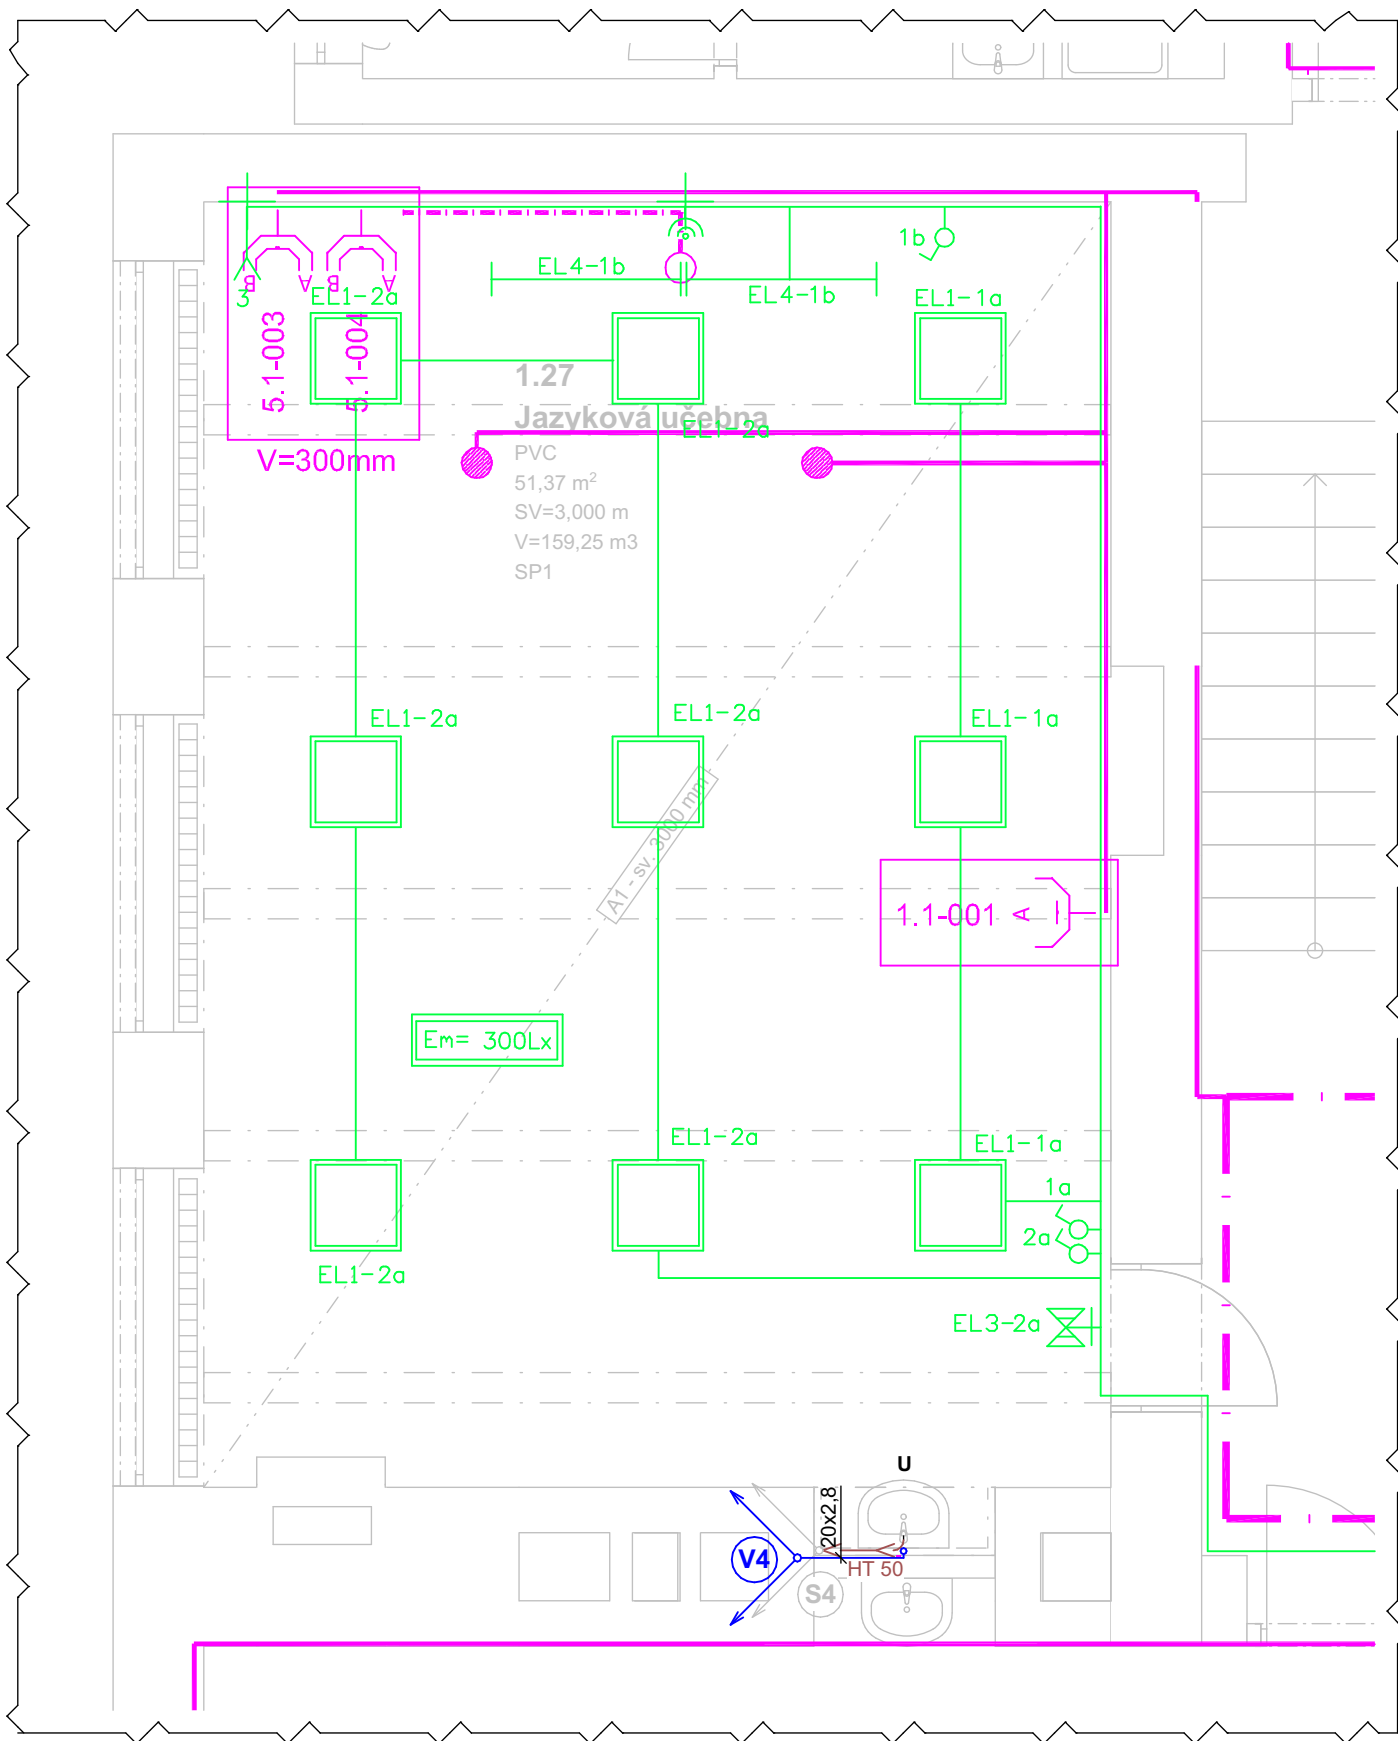 1b
EL4-1b
EL4-1b
B
A
B
A
3
EL1-2a
EL1-1a
5.1-003
5.1-004
1.27
Jazyková učebna
EL1-2a
PVC
V=300mm
51,37 m²
SV=3,000 m
V=159,25 m3
SP1
EL1-2a
EL1-2a
EL1-1a
A1 - sv. 3000 mm
1.1-001
A
Em= 300Lx
EL1-2a
EL1-1a
1a
2a
EL1-2a
EL3-2a
U
20x2,8
V4
HT 50
S4